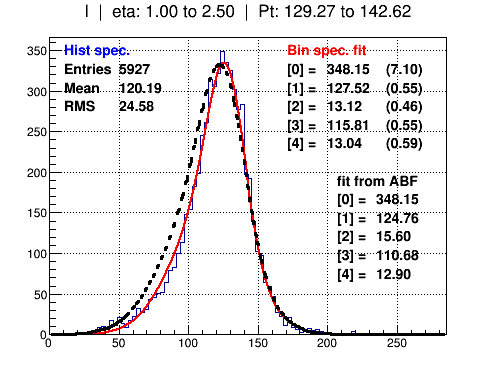 I | eta: 1.00 to 2.50 | Pt: 129.27 to 142.62
Hist spec.
Entries 5927
Mean 120.19
RMS 24.58
Bin spec. fit
[0] = 348.15 (7.10)
[1] = 127.52 (0.55)
[2] = 13.12 (0.46)
[3] = 115.81 (0.55)
[4] = 13.04 (0.59)
fit from ABF
[0] = 348.15
[1] = 124.76
[2] = 15.60
[3] = 110.68
[4] = 12.90
350
300
250
200
150
100
50
0
0 50 100 150 200 250